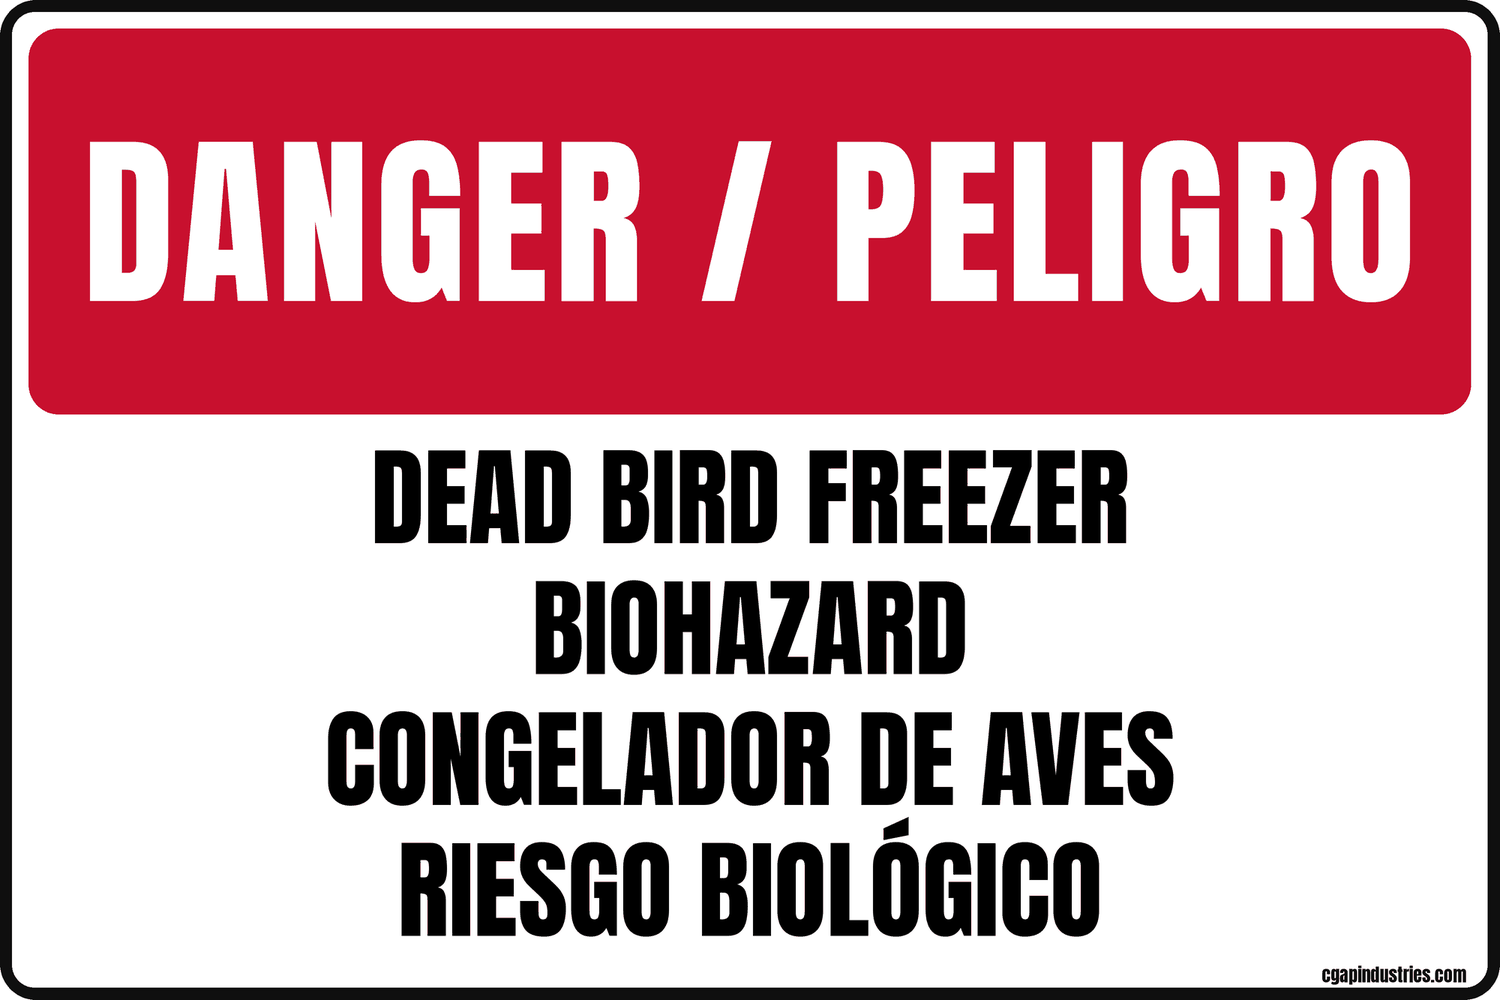 DANGER / PELIGRO
DEAD BIRD FREEZER
BIOHAZARD
CONGELADOR DE AVES
RIESGO BIOLÓGICO
cgapindustries.com